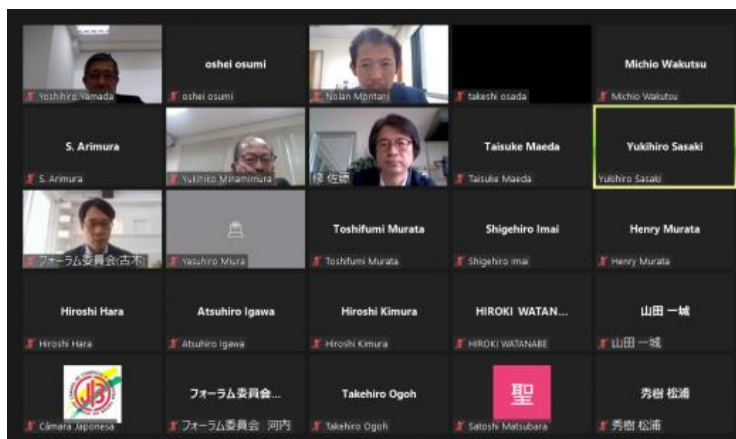 Yoshihiro Yamada
oshei osumi
oshei osumi
Nolan Moritani
takeshi osada
Michio Wakutsu
Michio Wakutsu
S. Arimura
S. Arimura
Yukihiko Minamimura
修 佐藤
Taisuke Maeda
Taisuke Maeda
Yukihiro Sasaki
Yukihiro Sasaki
フォーラム委員会(古木)
Yasuhiro Miura
Toshifumi Murata
Toshifumi Murata
Shigehiro Imai
Shigehiro Imai
Henry Murata
Henry Murata
Hiroshi Hara
Hiroshi Hara
Atsuhiro Igawa
Atsuhiro Igawa
Hiroshi Kimura
Hiroshi Kimura
HIROKI WATAN...
HIROKI WATANABE
山田 一城
山田 一城
Câmara Japonesa
フォーラム委員会...
フォーラム委員会 河内
Takehiro Ogoh
Takehiro Ogoh
聖
Satoshi Matsubara
秀樹 松浦
秀樹 松浦